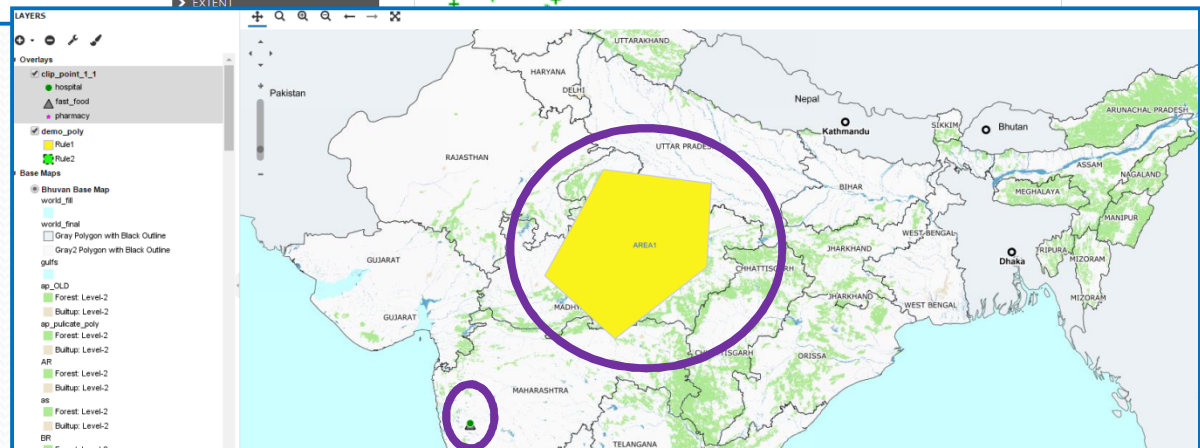 EXTENT
LAYERS
Overlays
clip_point_1_1
hospital
fast_food
pharmacy
demo_poly
Rule1
Rule2
Base Maps
Bhuvan Base Map
world_fill
world_final
Gray Polygon with Black Outline
Gray2 Polygon with Black Outline
gulfs
ap_OLD
Forest: Level-2
Builtup: Level-2
ap_pulicate_poly
Forest: Level-2
Builtup: Level-2
AR
Forest: Level-2
Builtup: Level-2
as
Forest: Level-2
Builtup: Level-2
BR
UTTARAKHAND
HARYANA
DELHI
Pakistan
Nepal
Kathmandu
SIKKIM
Bhutan
ARUNACHAL PRADESH
RAJASTHAN
UTTAR PRADES
BIHAR
ASSAM
NAGALAND
MEGHALAYA
MANIPUR
AREA1
WEST BENGAL
JHARKHAND
TRIPURA
MIZORAM
Dhaka
GUJARAT
CHHATTISGARH
MADHY
JHARKHAND
WEST BENGAL
MIZORAM
GUJARAT
CHHATTISGARH
ORISSA
MAHARASHTRA
TELANGANA